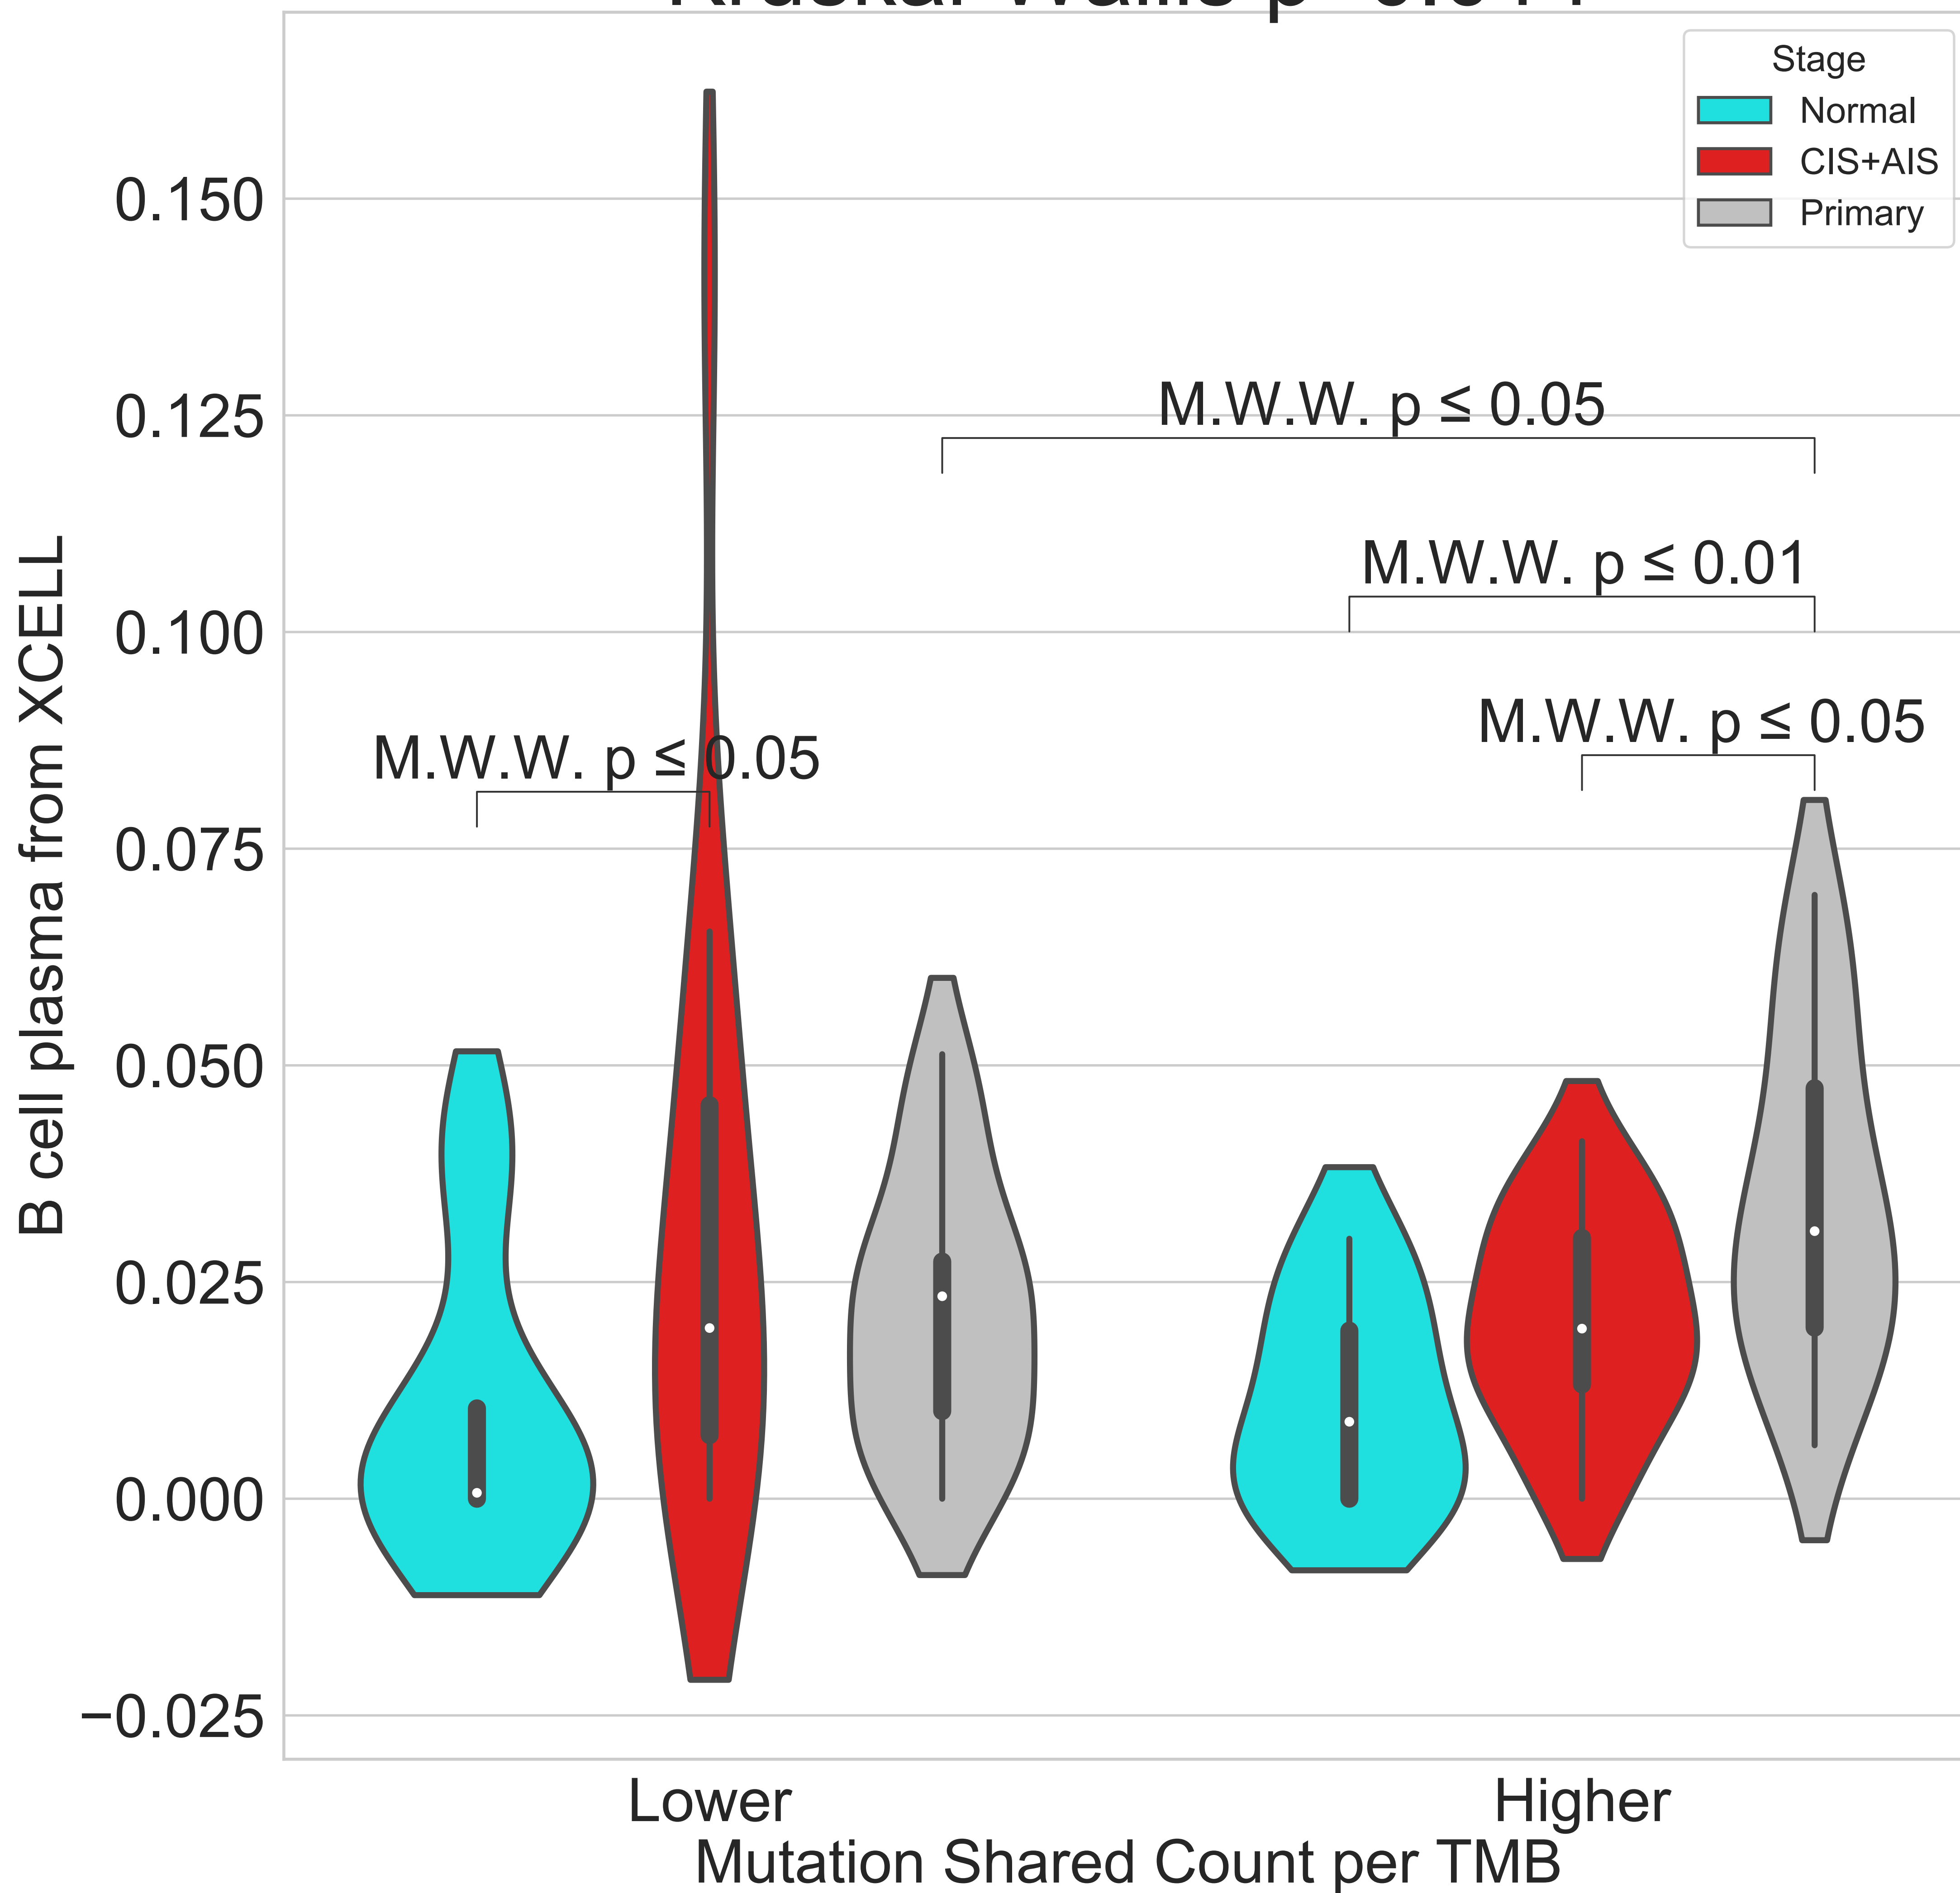 Stage
Normal
CIS+AIS
Primary
0.150
0.125
0.100
0.075
0.050
0.025
0.000
−0.025
B cell plasma from XCELL
M.W.W. p ≤ 0.05
M.W.W. p ≤ 0.01
M.W.W. p ≤ 0.05
M.W.W. p ≤ 0.05
Lower
Higher
Mutation Shared Count per TMB